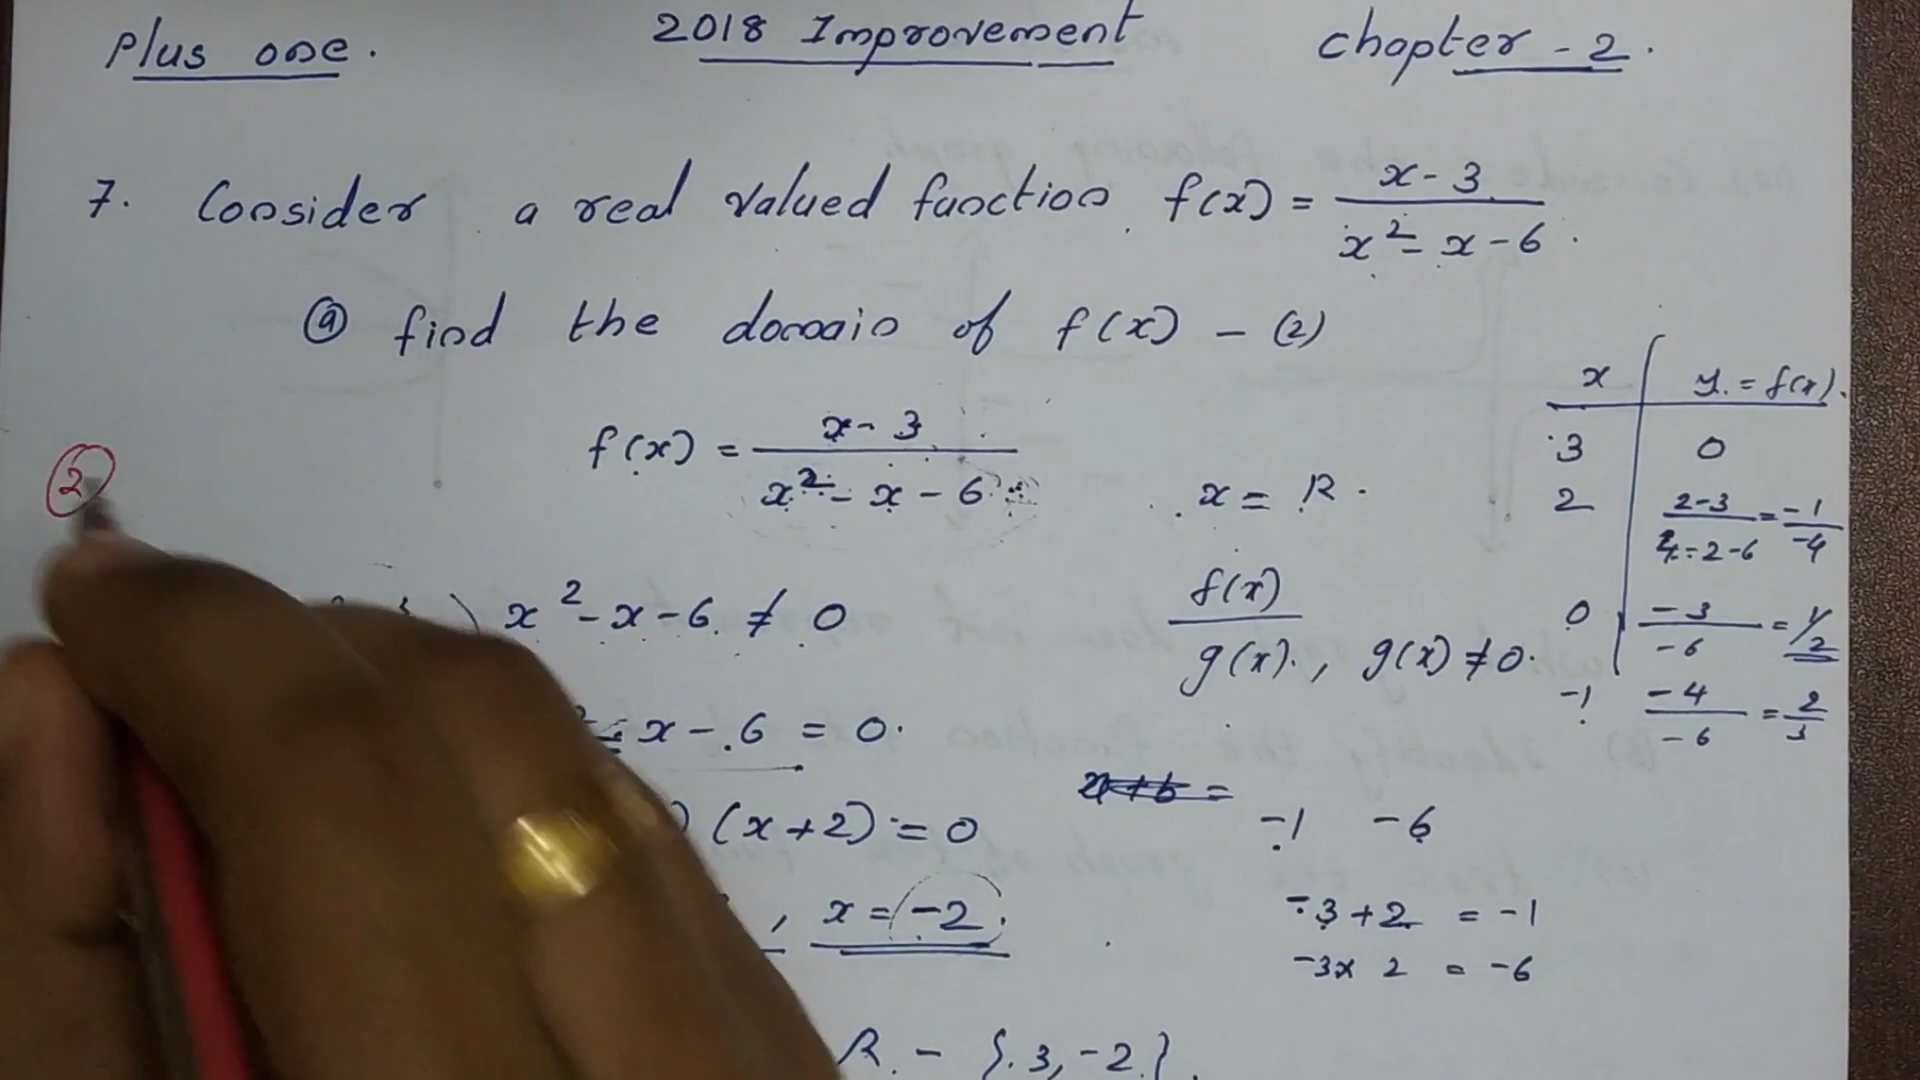 Plus one. 2018 Improvement Chapter - 2.
7. Consider a real valued function f(x) = x - 3 / x² - x - 6.
(a) find the domain of f(x) - (2)
x | y = f(x).
f(x) = x - 3 / x² - x - 6
x = R.
3 | 0
2 | 2-3 / 4-2-6 = -1 / -4
(2)
x² - x - 6 ≠ 0
f(x) / g(x), g(x) ≠ 0.
0 | -3 / -6 = 1/2
-1 | -4 / -6 = 2/3
- x - 6 = 0.
) (x+2) = 0
-1 -6
, x = -2.
-3 + 2 = -1
-3 x 2 = -6
R - {3, -2}.